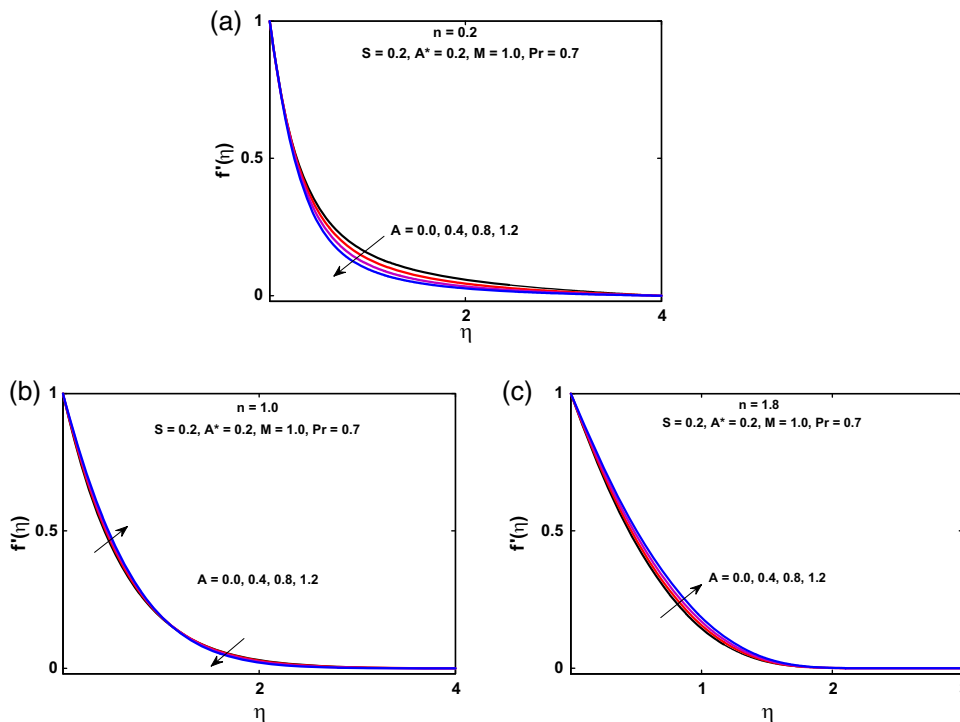 (a)
1
n = 0.2
S = 0.2, A* = 0.2, M = 1.0, Pr = 0.7
0.5
f'(η)
A = 0.0, 0.4, 0.8, 1.2
0
2
4
η
(b)
1
n = 1.0
S = 0.2, A* = 0.2, M = 1.0, Pr = 0.7
0.5
f'(η)
A = 0.0, 0.4, 0.8, 1.2
0
2
4
η
(c)
1
n = 1.8
S = 0.2, A* = 0.2, M = 1.0, Pr = 0.7
0.5
f'(η)
A = 0.0, 0.4, 0.8, 1.2
0
1
2
η